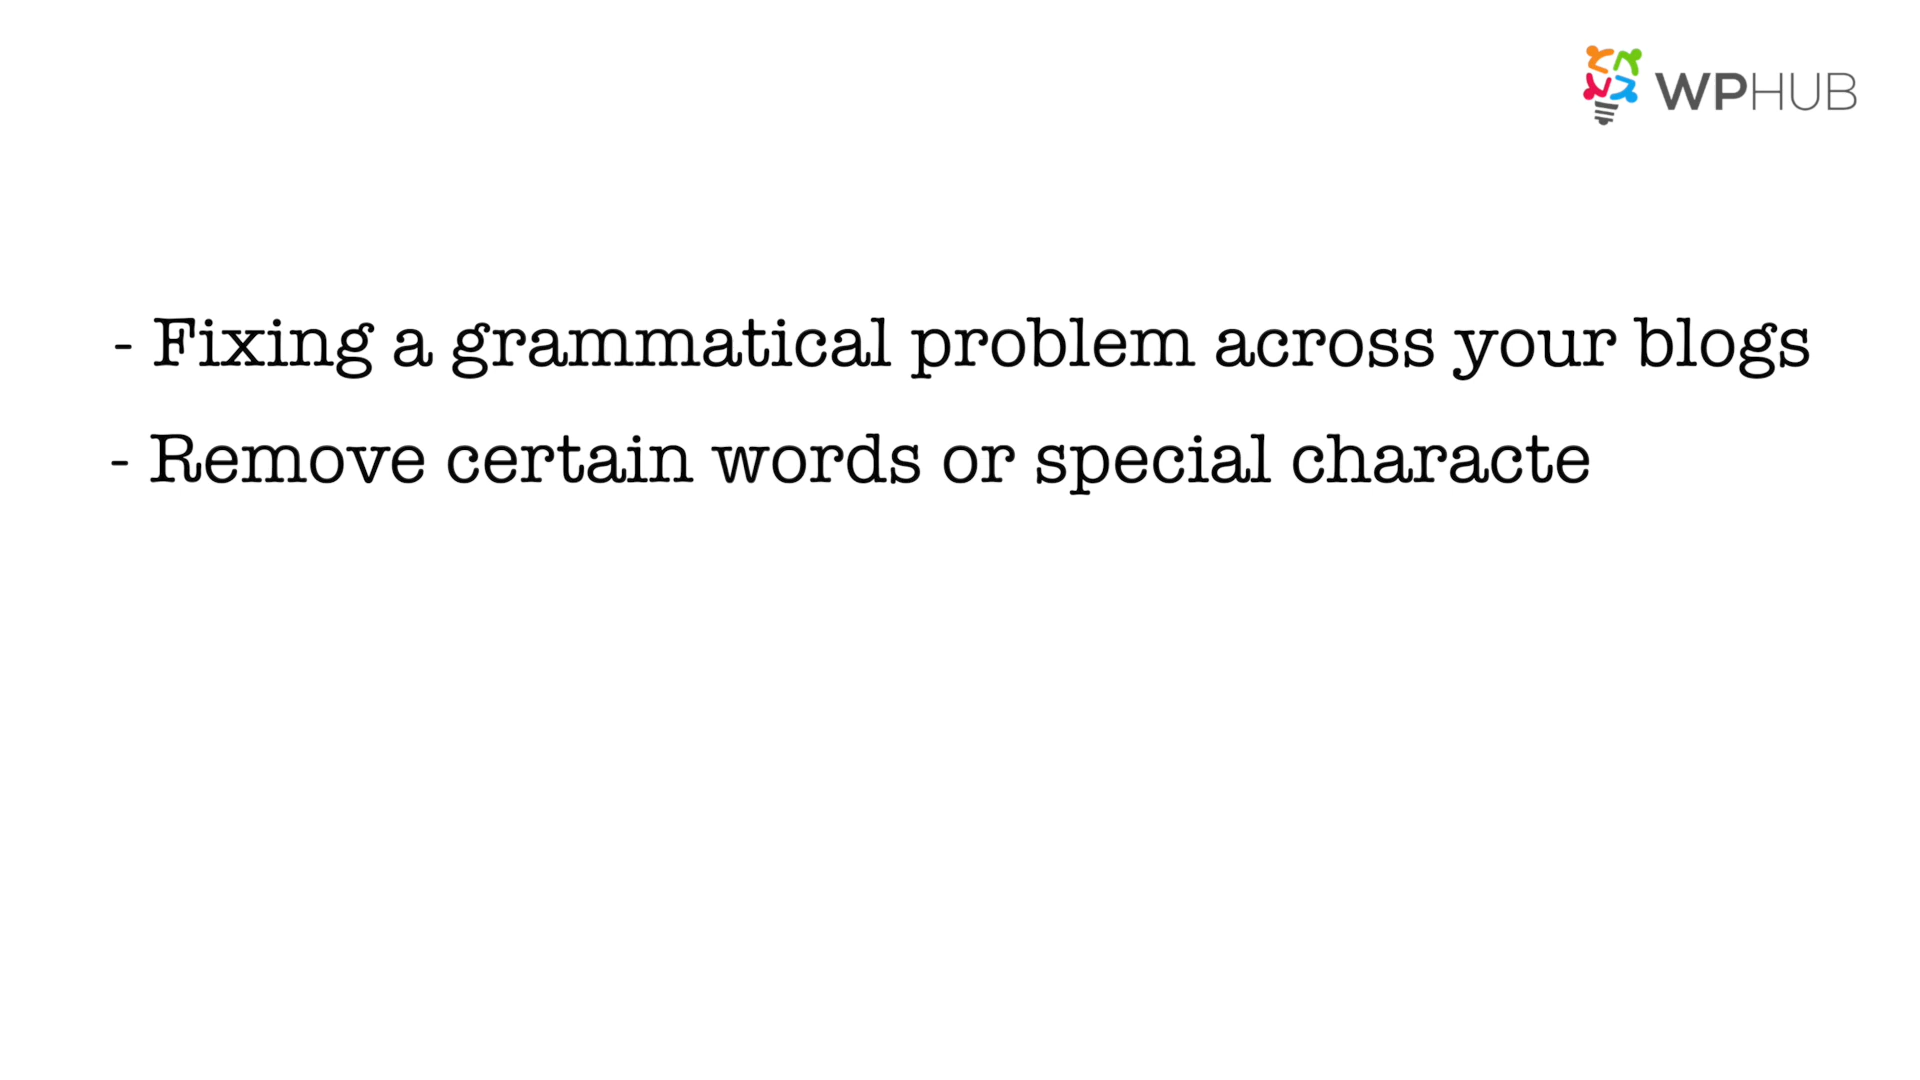 WPHUB
- Fixing a grammatical problem across your blogs
- Remove certain words or special characte